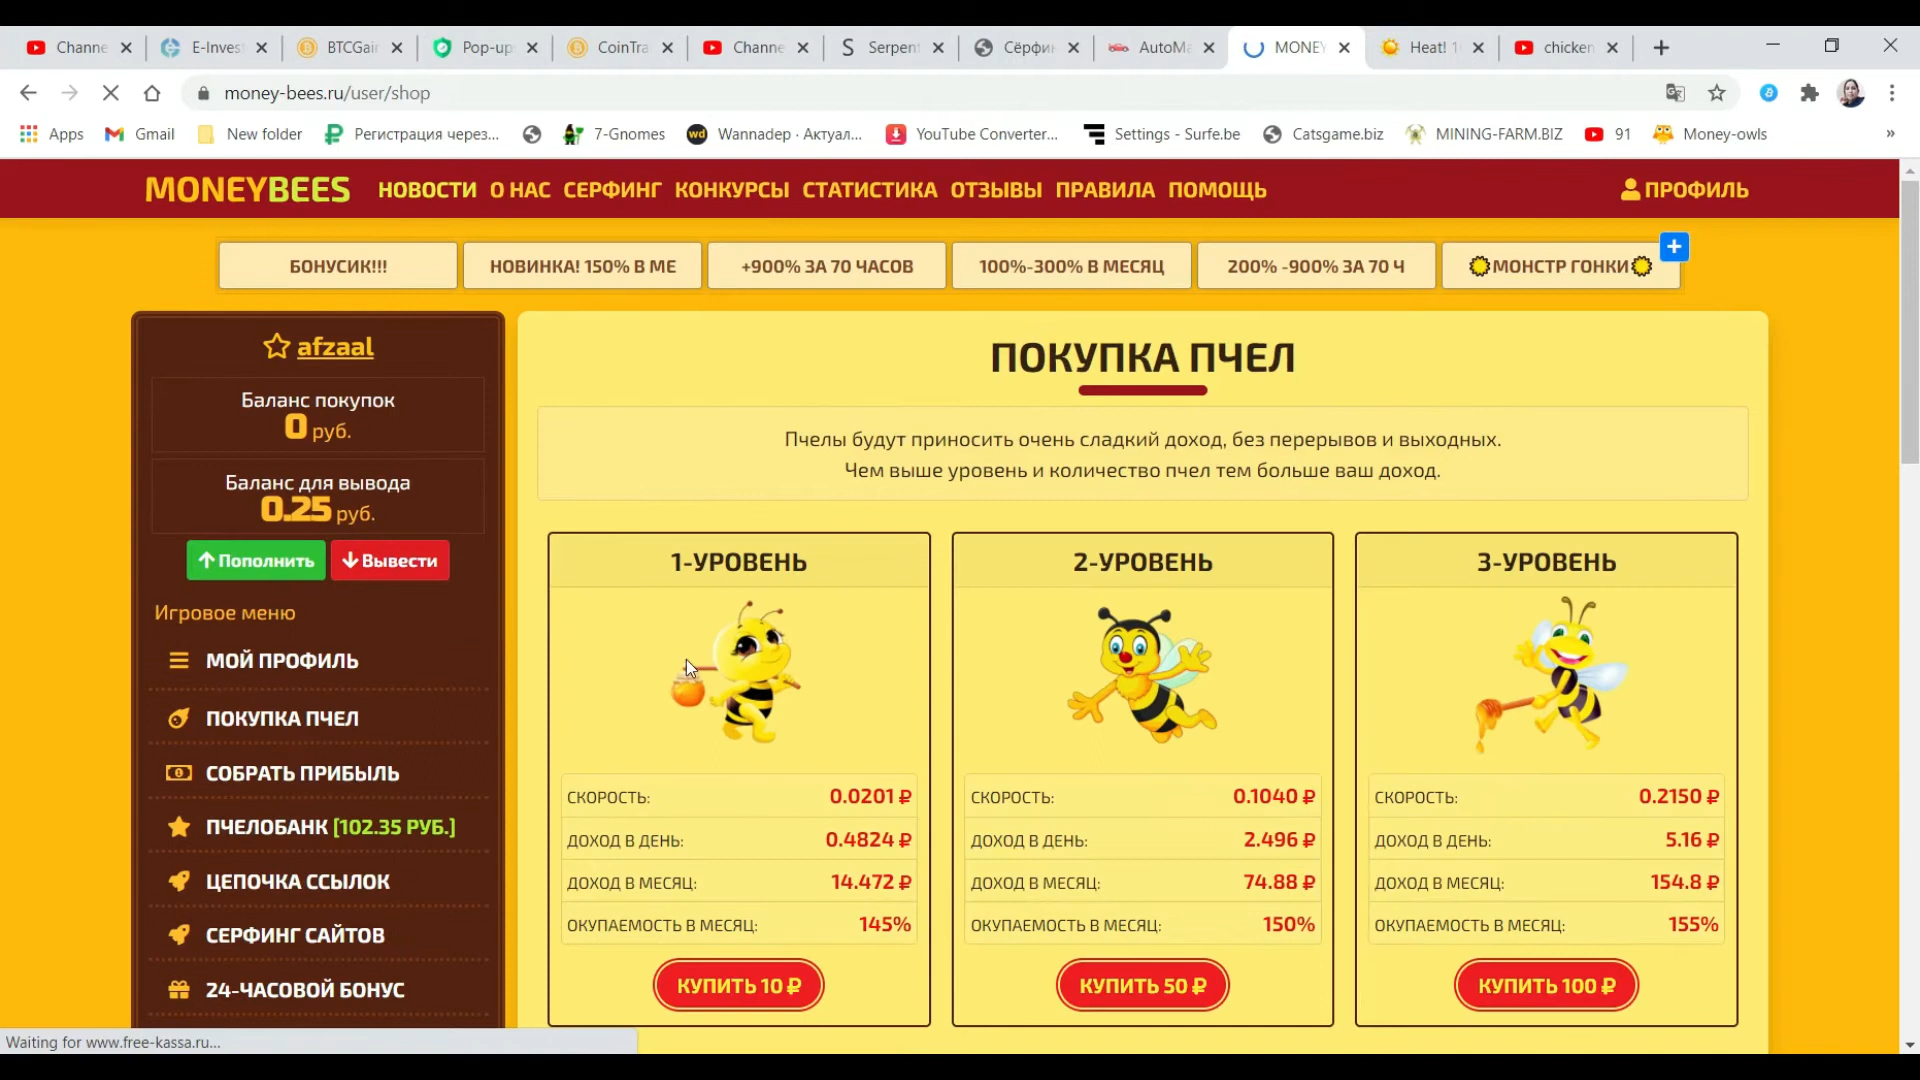 Channe
E-Inves
BTCGai
Pop-up
CoinTra
Channe
Serpen
Сёрфи
AutoMa
MONEY
Heat! 1
chicken
money-bees.ru/user/shop
Apps
Gmail
New folder
Регистрация через...
7-Gnomes
Wannadep · Актуал...
YouTube Converter...
Settings - Surfe.be
Catsgame.biz
MINING-FARM.BIZ
91
Money-owls
»
MONEYBEES
НОВОСТИ О НАС СЕРФИНГ КОНКУРСЫ СТАТИСТИКА ОТЗЫВЫ ПРАВИЛА ПОМОЩЬ
ПРОФИЛЬ
БОНУСИК!!!
НОВИНКА! 150% В МЕ
+900% ЗА 70 ЧАСОВ
100%-300% В МЕСЯЦ
200% -900% ЗА 70 Ч
МОНСТР ГОНКИ
afzaal
Баланс покупок
0 руб.
Баланс для вывода
0.25 руб.
Пополнить
Вывести
Игровое меню
МОЙ ПРОФИЛЬ
ПОКУПКА ПЧЕЛ
СОБРАТЬ ПРИБЫЛЬ
ПЧЕЛОБАНК [102.35 РУБ.]
ЦЕПОЧКА ССЫЛОК
СЕРФИНГ САЙТОВ
24-ЧАСОВОЙ БОНУС
ПОКУПКА ПЧЕЛ
Пчелы будут приносить очень сладкий доход, без перерывов и выходных.
Чем выше уровень и количество пчел тем больше ваш доход.
1-УРОВЕНЬ
СКОРОСТЬ: 0.0201 ₽
ДОХОД В ДЕНЬ: 0.4824 ₽
ДОХОД В МЕСЯЦ: 14.472 ₽
ОКУПАЕМОСТЬ В МЕСЯЦ: 145%
КУПИТЬ 10 ₽
2-УРОВЕНЬ
СКОРОСТЬ: 0.1040 ₽
ДОХОД В ДЕНЬ: 2.496 ₽
ДОХОД В МЕСЯЦ: 74.88 ₽
ОКУПАЕМОСТЬ В МЕСЯЦ: 150%
КУПИТЬ 50 ₽
3-УРОВЕНЬ
СКОРОСТЬ: 0.2150 ₽
ДОХОД В ДЕНЬ: 5.16 ₽
ДОХОД В МЕСЯЦ: 154.8 ₽
ОКУПАЕМОСТЬ В МЕСЯЦ: 155%
КУПИТЬ 100 ₽
Waiting for www.free-kassa.ru...